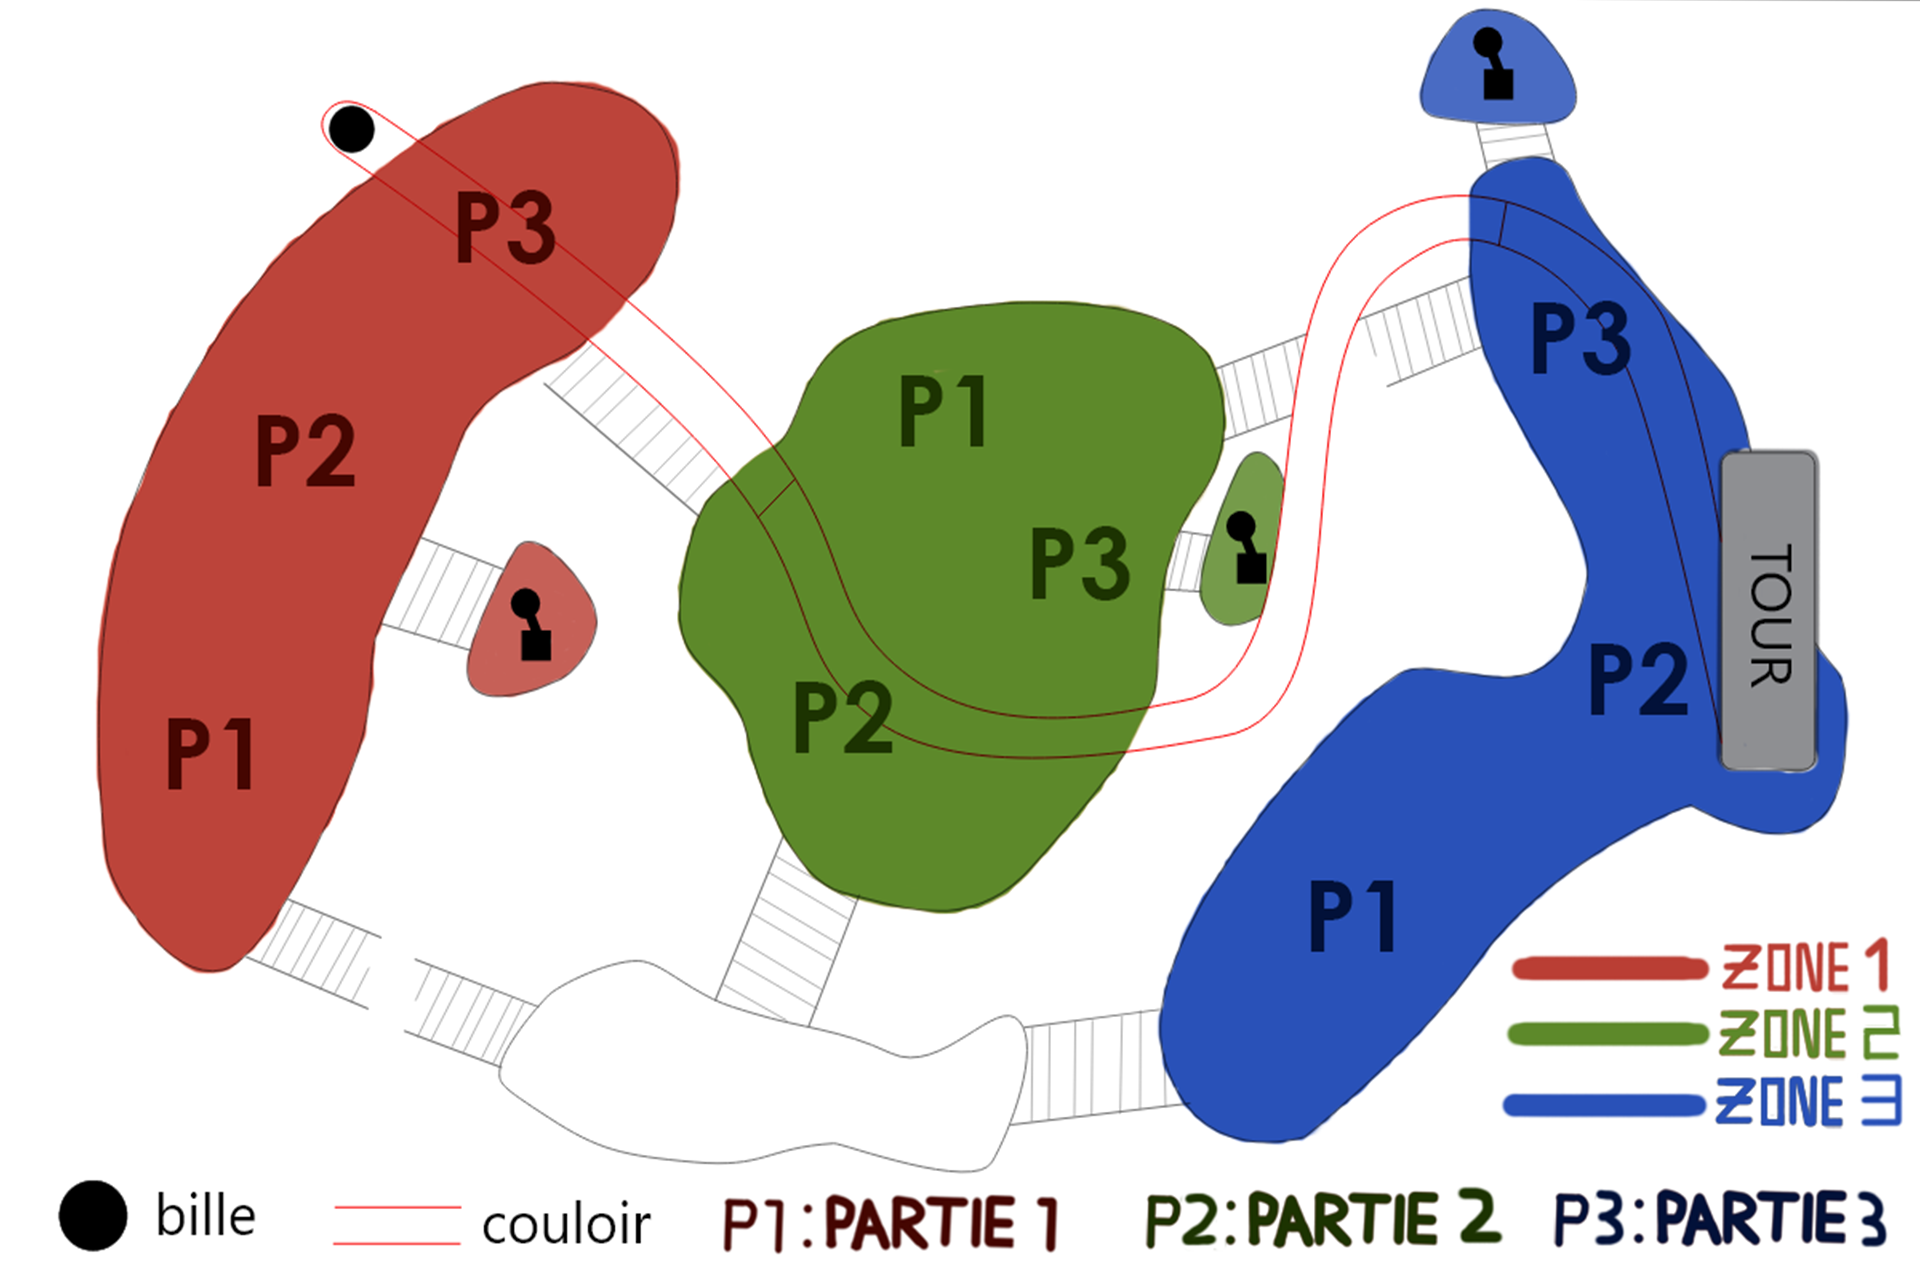 P3
P2
P1
P1
P3
P2
P3
P2
P1
TOUR
ZONE 1
ZONE 2
ZONE 3
bille
couloir
P1:PARTIE 1
P2:PARTIE 2
P3:PARTIE 3